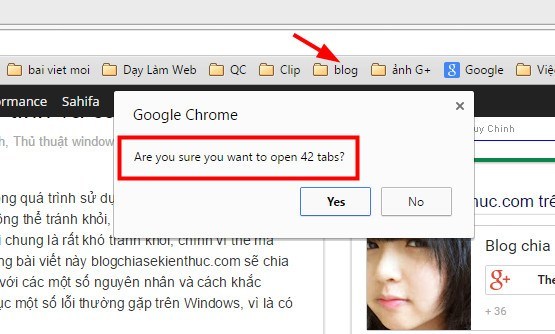 bai viet moi Dạy Làm Web QC Clip blog ảnh G+ Google Việ
ormance Sahifa
Google Chrome
h, Thủ thuật window
uy Chinh
Are you sure you want to open 42 tabs?
Yes No
ng quá trình sử dụ
ông thể tránh khỏi,
i chung là rất khó tránh khỏi, chính vì thế mà
ng bài viết này blogchiasekienthuc.com sẽ chia
với các một số nguyên nhân và cách khắc
ục một số lỗi thường gặp trên Windows, vì là có
huc.com trê
Blog chia
g+ The
+ 36